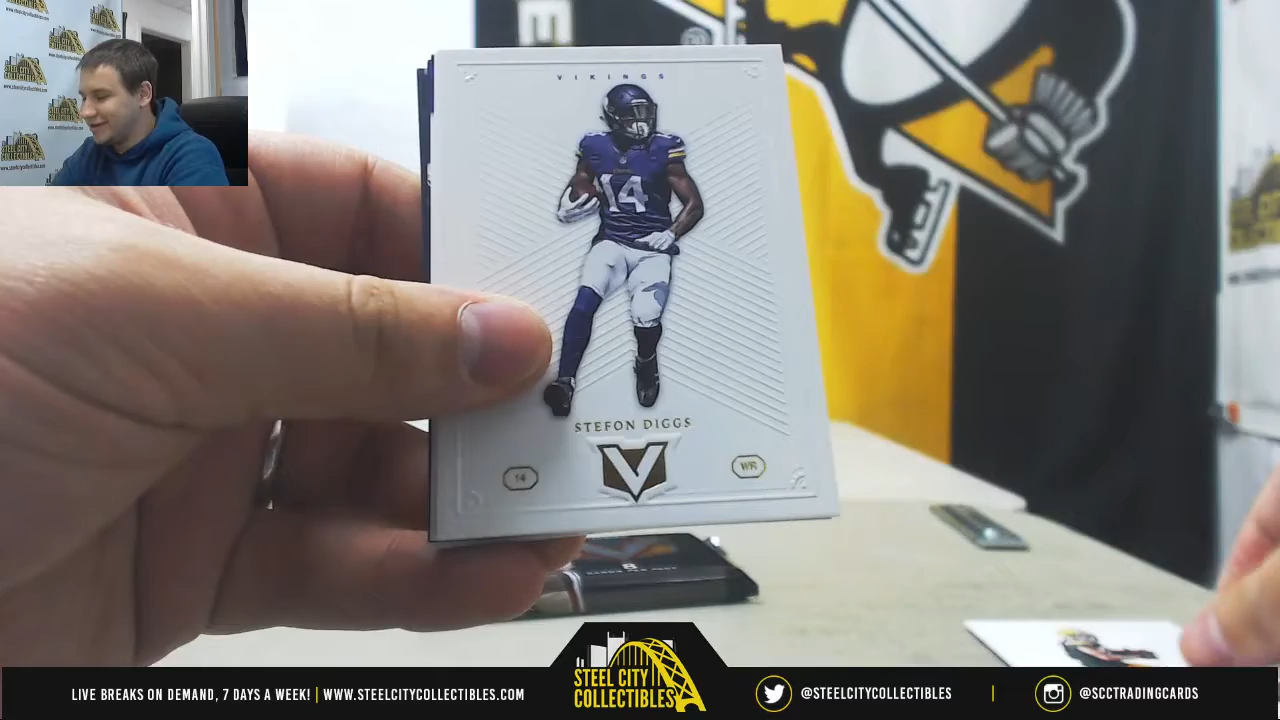 VIKINGS
14
STEFON DIGGS
14
V
WR
8
STEEL CITY
COLLECTIBLES
LIVE BREAKS ON DEMAND, 7 DAYS A WEEK! | WWW.STEELCITYCOLLECTIBLES.COM
@STEELCITYCOLLECTIBLES
@SCCTRADINGCARDS